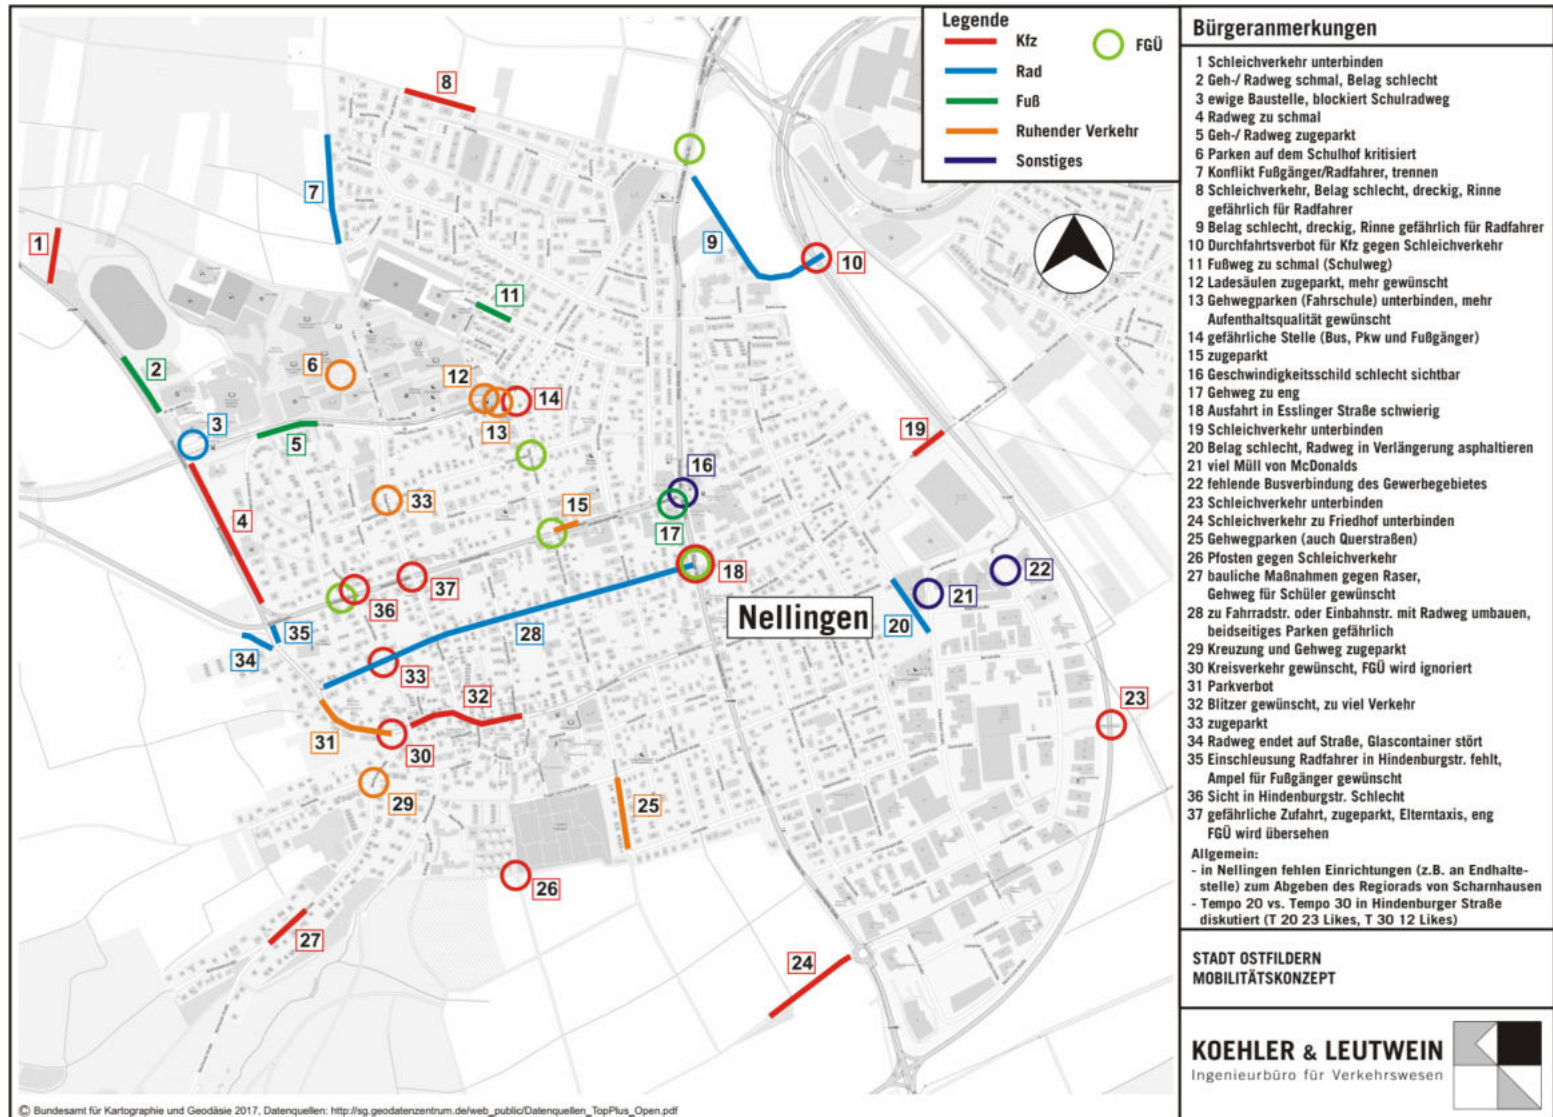 Legende
Kfz
FGÜ
Rad
Fuß
Ruhender Verkehr
Sonstiges
8
7
1
9
10
11
2
6
12
14
3
13
5
19
16
33
15
4
17
22
37
18
36
21
Nellingen
35
28
20
34
33
32
23
31
30
29
25
26
27
24
Bürgeranmerkungen
1 Schleichverkehr unterbinden
2 Geh-/ Radweg schmal, Belag schlecht
3 ewige Baustelle, blockiert Schulradweg
4 Radweg zu schmal
5 Geh-/ Radweg zugeparkt
6 Parken auf dem Schulhof kritisiert
7 Konflikt Fußgänger/Radfahrer, trennen
8 Schleichverkehr, Belag schlecht, dreckig, Rinne
gefährlich für Radfahrer
9 Belag schlecht, dreckig, Rinne gefährlich für Radfahrer
10 Durchfahrtsverbot für Kfz gegen Schleichverkehr
11 Fußweg zu schmal (Schulweg)
12 Ladesäulen zugeparkt, mehr gewünscht
13 Gehwegparken (Fahrschule) unterbinden, mehr
Aufenthaltsqualität gewünscht
14 gefährliche Stelle (Bus, Pkw und Fußgänger)
15 zugeparkt
16 Geschwindigkeitsschild schlecht sichtbar
17 Gehweg zu eng
18 Ausfahrt in Esslinger Straße schwierig
19 Schleichverkehr unterbinden
20 Belag schlecht, Radweg in Verlängerung asphaltieren
21 viel Müll von McDonalds
22 fehlende Busverbindung des Gewerbegebietes
23 Schleichverkehr unterbinden
24 Schleichverkehr zu Friedhof unterbinden
25 Gehwegparken (auch Querstraßen)
26 Pfosten gegen Schleichverkehr
27 bauliche Maßnahmen gegen Raser,
Gehweg für Schüler gewünscht
28 zu Fahrradstr. oder Einbahnstr. mit Radweg umbauen,
beidseitiges Parken gefährlich
29 Kreuzung und Gehweg zugeparkt
30 Kreisverkehr gewünscht, FGÜ wird ignoriert
31 Parkverbot
32 Blitzer gewünscht, zu viel Verkehr
33 zugeparkt
34 Radweg endet auf Straße, Glascontainer stört
35 Einschleusung Radfahrer in Hindenburgstr. fehlt,
Ampel für Fußgänger gewünscht
36 Sicht in Hindenburgstr. Schlecht
37 gefährliche Zufahrt, zugeparkt, Elterntaxis, eng
FGÜ wird übersehen
Allgemein:
- in Nellingen fehlen Einrichtungen (z.B. an Endhalte-
stelle) zum Abgeben des Regiorads von Scharnhausen
- Tempo 20 vs. Tempo 30 in Hindenburger Straße
diskutiert (T 20 23 Likes, T 30 12 Likes)
STADT OSTFILDERN
MOBILITÄTSKONZEPT
KOEHLER & LEUTWEIN
Ingenieurbüro für Verkehrswesen
© Bundesamt für Kartographie und Geodäsie 2017, Datenquellen: http://sg.geodatenzentrum.de/web_public/Datenquellen_TopPlus_Open.pdf